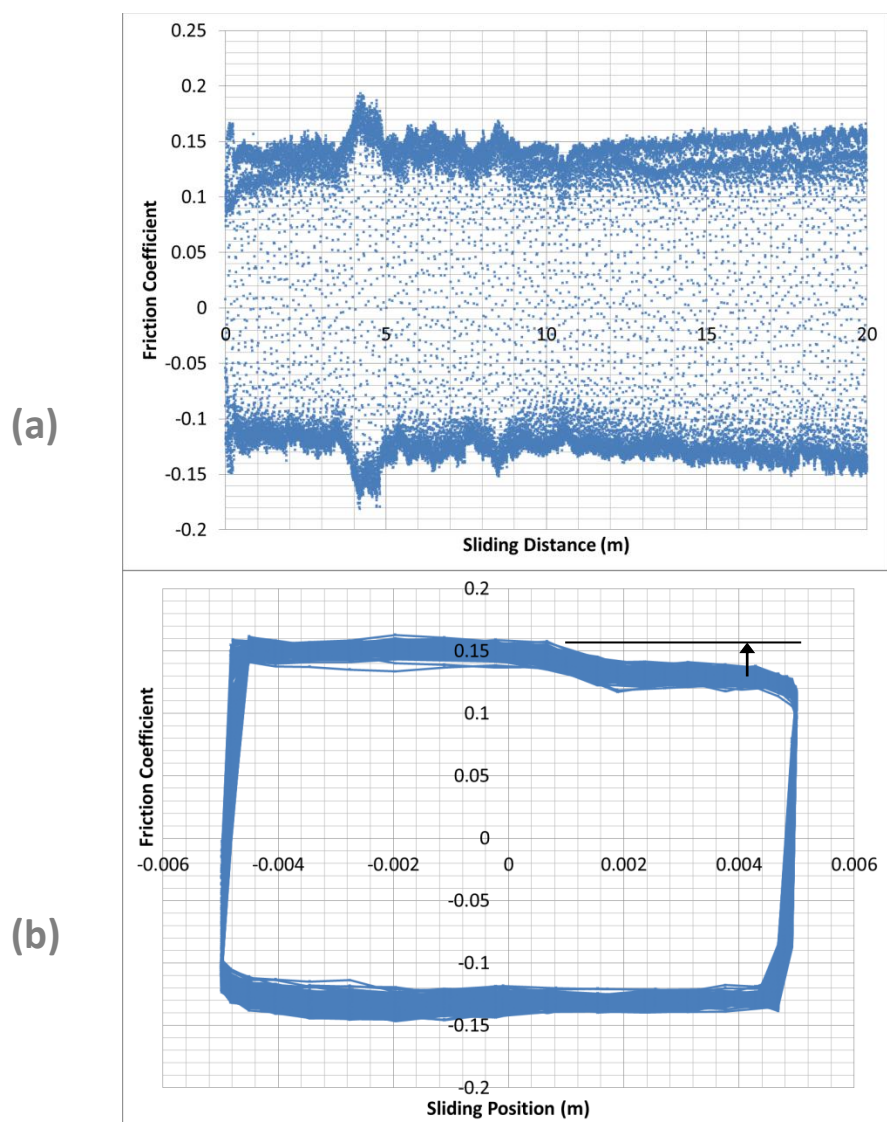 0.25
0.2
0.15
0.1
0.05
0
-0.05
-0.1
-0.15
-0.2
0 5 10 15 20
Friction Coefficient
Sliding Distance (m)
(a)
0.2
0.15
0.1
0.05
0
-0.05
-0.1
-0.15
-0.2
-0.006 -0.004 -0.002 0 0.002 0.004 0.006
Friction Coefficient
Sliding Position (m)
(b)